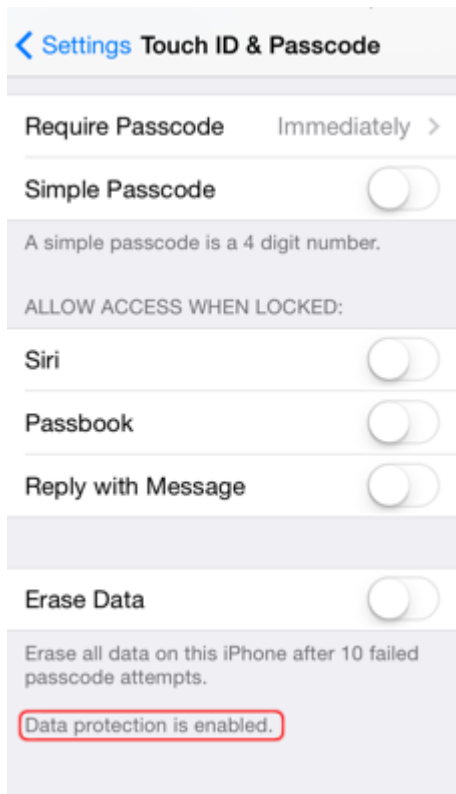 Settings Touch ID & Passcode
Require Passcode Immediately
Simple Passcode
A simple passcode is a 4 digit number.
ALLOW ACCESS WHEN LOCKED:
Siri
Passbook
Reply with Message
Erase Data
Erase all data on this iPhone after 10 failed
passcode attempts.
Data protection is enabled.